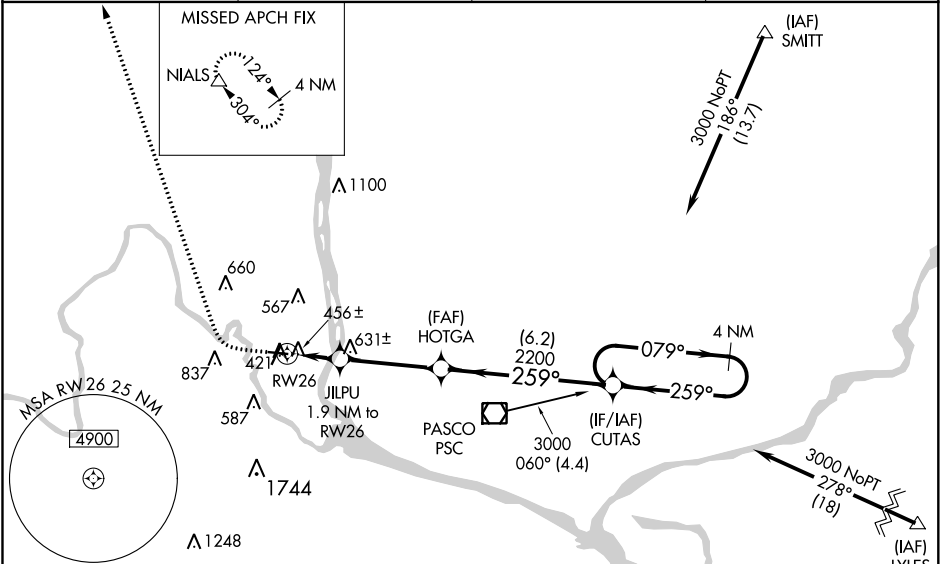 MISSED APCH FIX
NIALS
124°
304°
4 NM
(IAF)
SMITT
3000 NoPT
186°
(13.7)
1100
660
567
456±
(FAF)
HOTGA
(6.2)
2200
259°
4 NM
079°
259°
631±
421
837
RW26
JILPU
1.9 NM to
RW26
587
PASCO
PSC
3000
060° (4.4)
(IF/IAF)
CUTAS
MSA RW26 25 NM
4900
1744
1248
3000 NoPT
278°
(18)
(IAF)